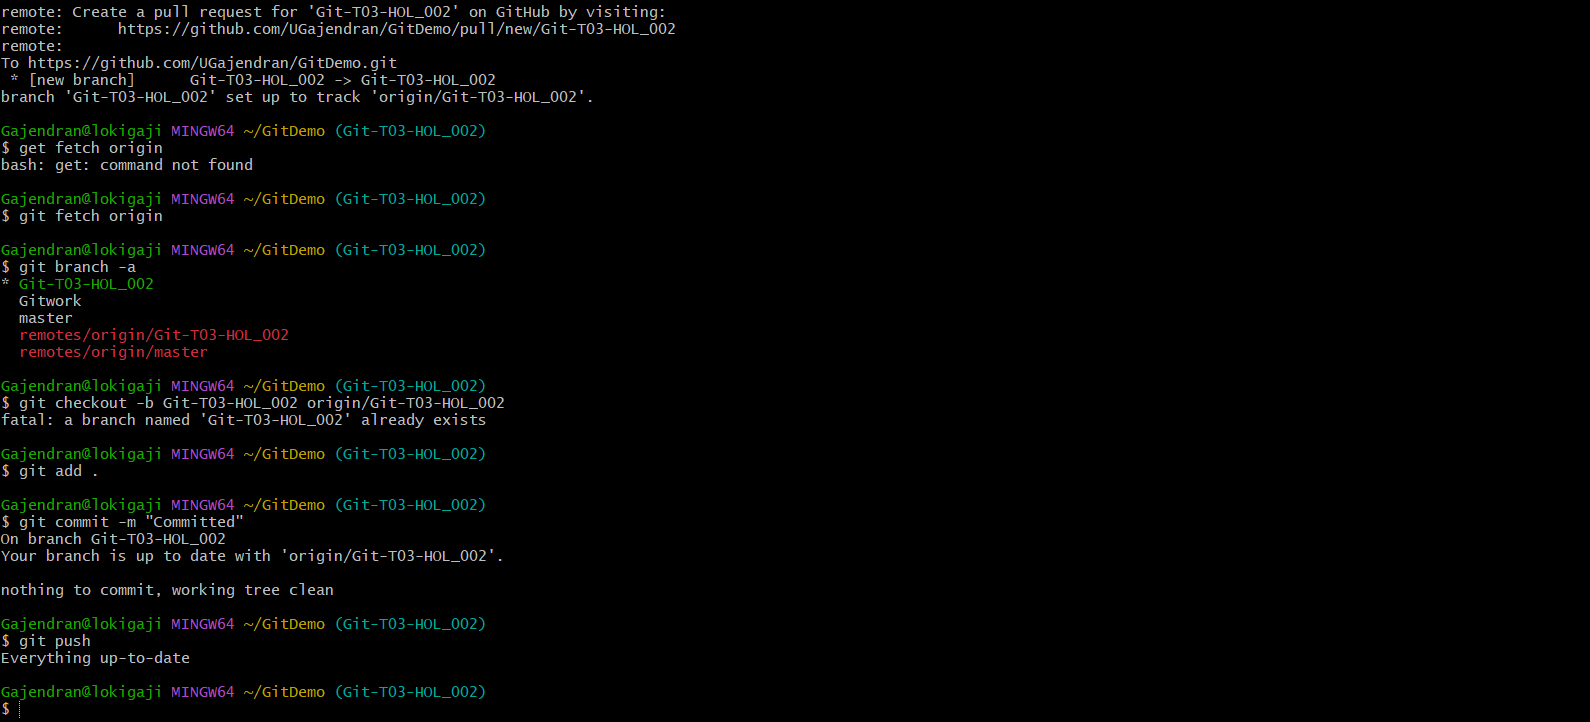 remote: Create a pull request for 'Git-T03-HOL_002' on GitHub by visiting:
remote:      https://github.com/UGajendran/GitDemo/pull/new/Git-T03-HOL_002
remote:
To https://github.com/UGajendran/GitDemo.git
 * [new branch]      Git-T03-HOL_002 -> Git-T03-HOL_002
branch 'Git-T03-HOL_002' set up to track 'origin/Git-T03-HOL_002'.

Gajendran@lokigaji MINGW64 ~/GitDemo (Git-T03-HOL_002)
$ get fetch origin
bash: get: command not found

Gajendran@lokigaji MINGW64 ~/GitDemo (Git-T03-HOL_002)
$ git fetch origin

Gajendran@lokigaji MINGW64 ~/GitDemo (Git-T03-HOL_002)
$ git branch -a
* Git-T03-HOL_002
  Gitwork
  master
  remotes/origin/Git-T03-HOL_002
  remotes/origin/master

Gajendran@lokigaji MINGW64 ~/GitDemo (Git-T03-HOL_002)
$ git checkout -b Git-T03-HOL_002 origin/Git-T03-HOL_002
fatal: a branch named 'Git-T03-HOL_002' already exists

Gajendran@lokigaji MINGW64 ~/GitDemo (Git-T03-HOL_002)
$ git add .

Gajendran@lokigaji MINGW64 ~/GitDemo (Git-T03-HOL_002)
$ git commit -m "Committed"
On branch Git-T03-HOL_002
Your branch is up to date with 'origin/Git-T03-HOL_002'.

nothing to commit, working tree clean

Gajendran@lokigaji MINGW64 ~/GitDemo (Git-T03-HOL_002)
$ git push
Everything up-to-date

Gajendran@lokigaji MINGW64 ~/GitDemo (Git-T03-HOL_002)
$